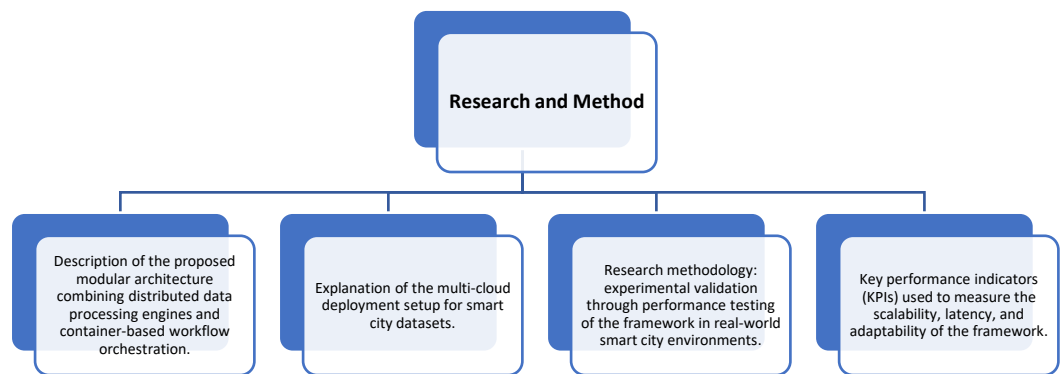 Research and Method
Description of the proposed
modular architecture
combining distributed data
processing engines and
container-based workflow
orchestration.
Explanation of the multi-cloud
deployment setup for smart
city datasets.
Research methodology:
experimental validation
through performance testing
of the framework in real-world
smart city environments.
Key performance indicators
(KPIs) used to measure the
scalability, latency, and
adaptability of the framework.